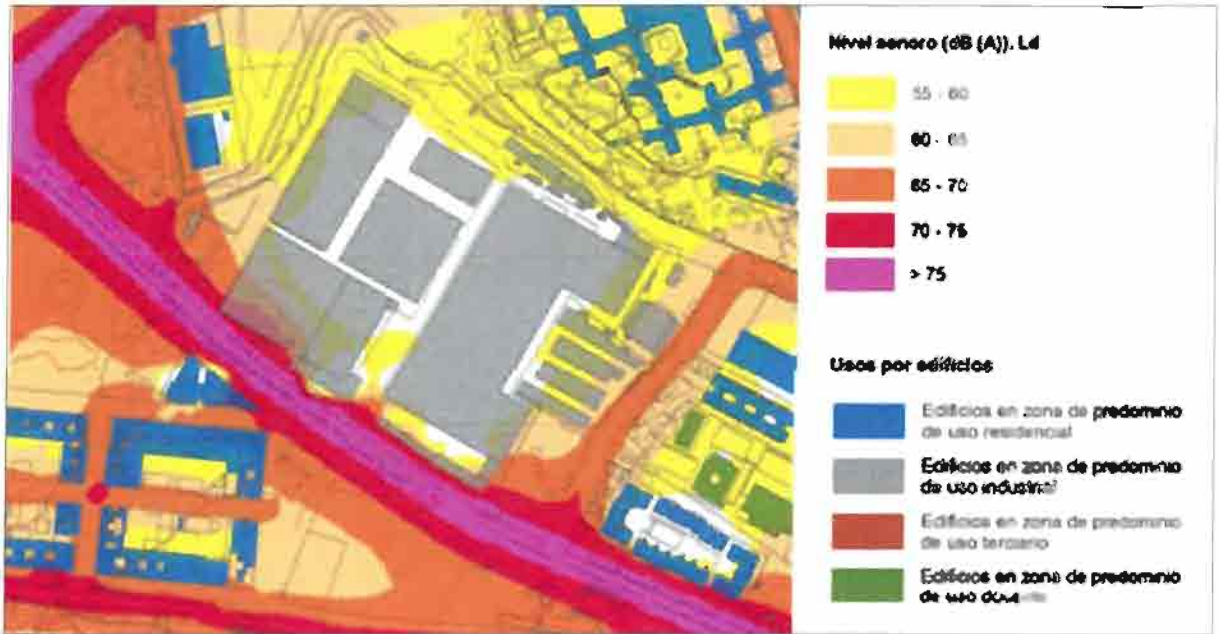 Nivel sonoro (dB (A)). Ld
55 - 60
60 - 65
65 - 70
70 - 75
> 75
Usos por edificios
Edificios en zona de predominio
de uso residencial
Edificios en zona de predominio
de uso industrial
Edificios en zona de predominio
de uso terciario
Edificios en zona de predominio
de uso